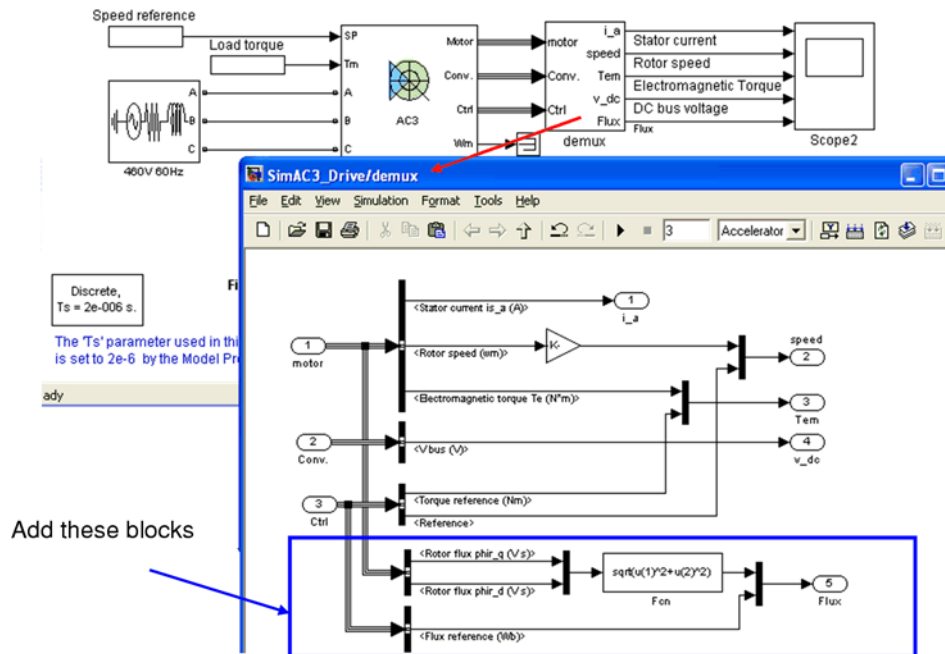 Speed reference
Load torque
SP
Tm
A
B
C
A
B
C
460V 60Hz
AC3
Motor
Conv.
Ctrl
Wm
motor
Conv.
Ctrl
i_a
speed
Tem
v_dc
Flux
demux
Stator current
Rotor speed
Electromagnetic Torque
DC bus voltage
Flux
Scope2
SimAC3_Drive/demux
File Edit View Simulation Format Tools Help
3
Accelerator
Discrete,
Ts = 2e-006 s.
Fi
The 'Ts' parameter used in thi
is set to 2e-6 by the Model Pr
ady
1
motor
<Stator current is_a (A)>
1
i_a
<Rotor speed (wm)>
K-
speed
2
<Electromagnetic torque Te (N*m)>
3
Tem
2
Conv.
<Vbus (V)>
4
v_dc
3
Ctrl
<Torque reference (Nm)>
<Reference>
Add these blocks
<Rotor flux phir_q (Vs)>
<Rotor flux phir_d (Vs)>
sqrt(u(1)^2+u(2)^2)
Fcn
5
Flux
<Flux reference (Wb)>